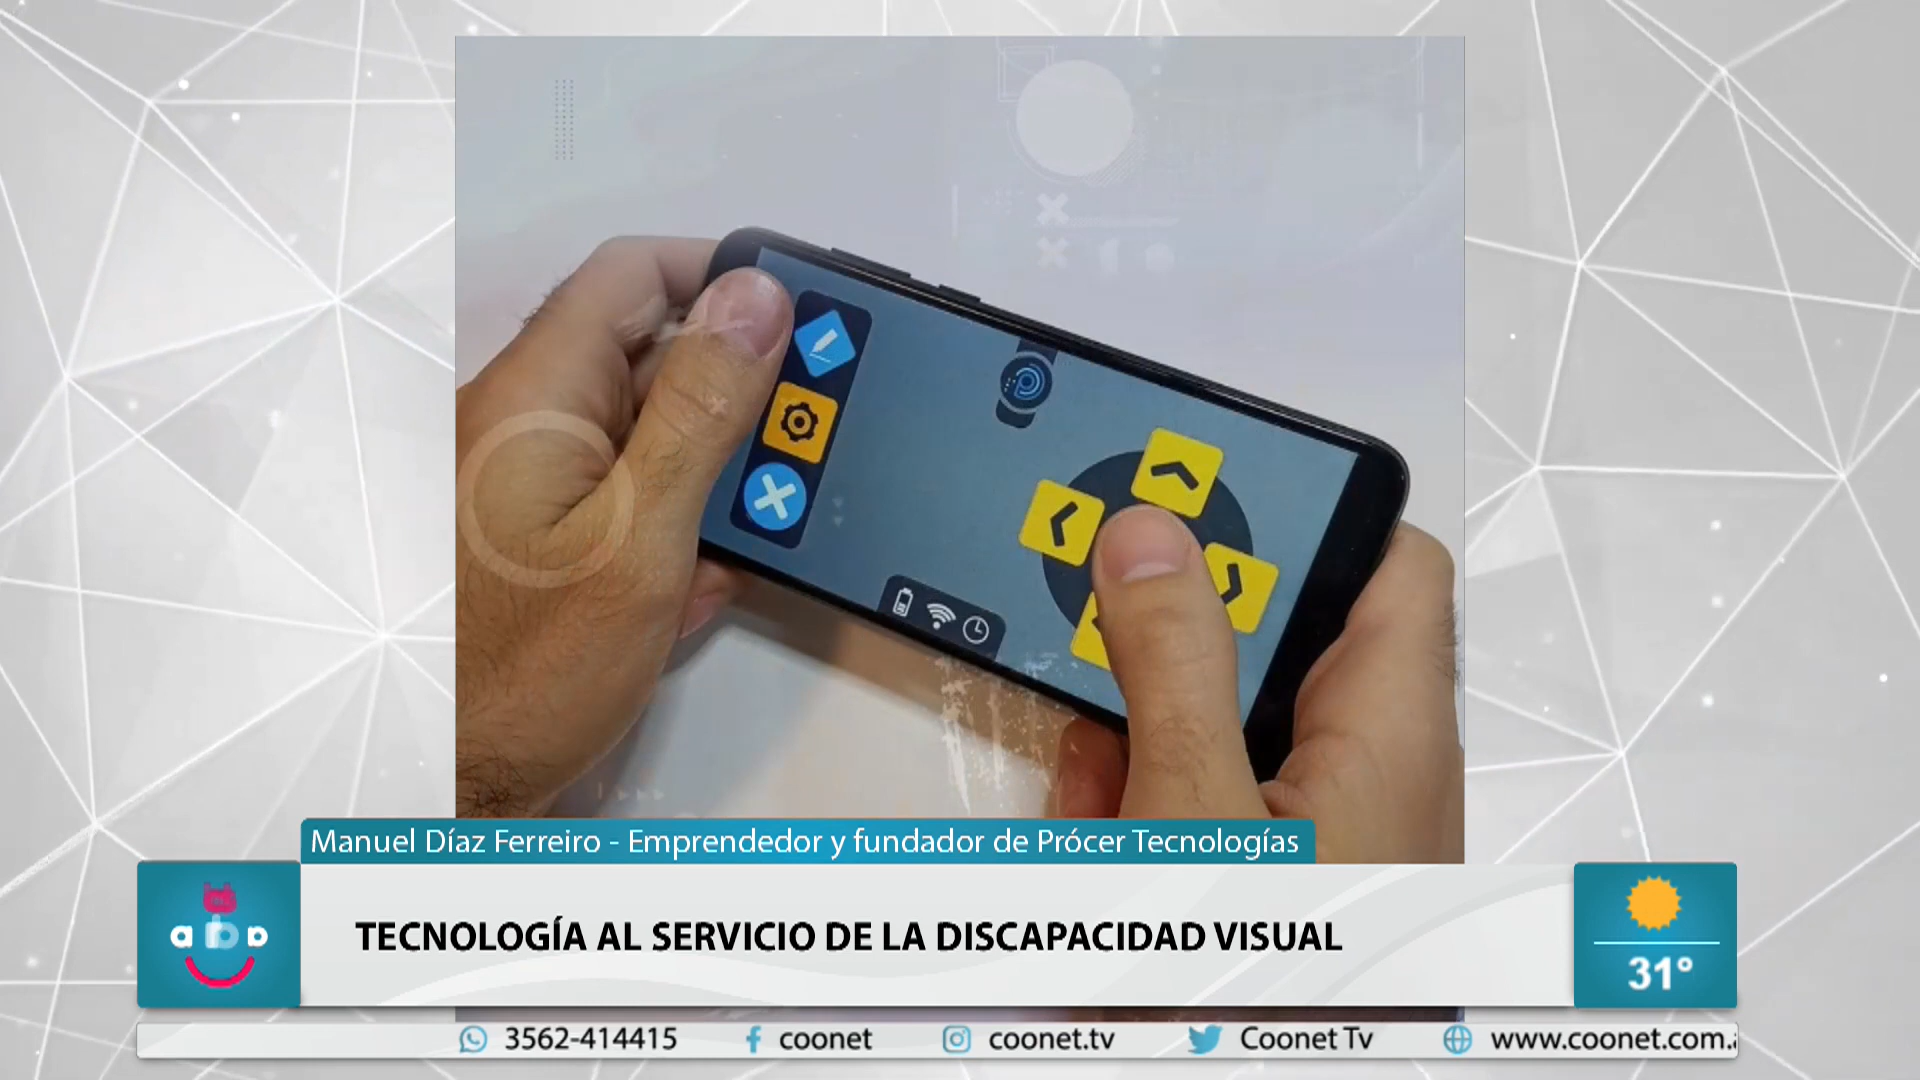 Manuel Díaz Ferreiro - Emprendedor y fundador de Prócer Tecnologías
TECNOLOGÍA AL SERVICIO DE LA DISCAPACIDAD VISUAL
31°
3562-414415 coonet coonet.tv Coonet Tv www.coonet.com.a